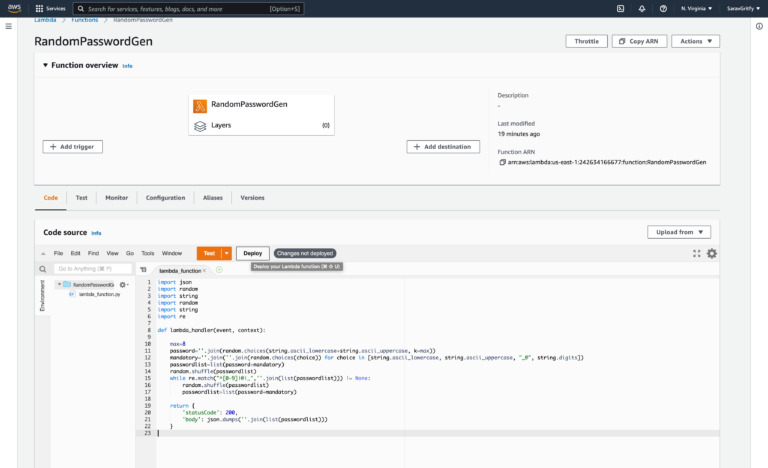 aws Services Search for services, features, blogs, docs, and more [Option+S] N. Virginia ▼ SaravGritfy ▼
Lambda > Functions > RandomPasswordGen
RandomPasswordGen Throttle Copy ARN Actions ▼
▼ Function overview Info
RandomPasswordGen
Layers (0)
+ Add trigger
+ Add destination
Description
-
Last modified
19 minutes ago
Function ARN
arn:aws:lambda:us-east-1:242634166677:function:RandomPasswordGen
Code Test Monitor Configuration Aliases Versions
Code source Info Upload from ▼
File Edit Find View Go Tools Window Test ▼ Deploy Changes not deployed
Deploy your Lambda function (⌘ ⇧ U)
Go to Anything (⌘ P)
lambda_function ×
Environment
RandomPasswordG
lambda_function.py
1 import json
2 import random
3 import string
4 import random
5 import string
6 import re
7
8 def lambda_handler(event, context):
9
10 max=8
11 password=''.join(random.choices(string.ascii_lowercase+string.ascii_uppercase, k=max))
12 mandatory=''.join(''.join(random.choices(choice)) for choice in [string.ascii_lowercase, string.ascii_uppercase, "_@", string.digits])
13 passwordlist=list(password+mandatory)
14 random.shuffle(passwordlist)
15 while re.match(
16 random.shuffle(passwordlist)
17 passwordlist=list(password+mandatory)
18
19 return {
20 'statusCode': 200,
21 'body': json.dumps(''.join(list(passwordlist)))
22 }
23